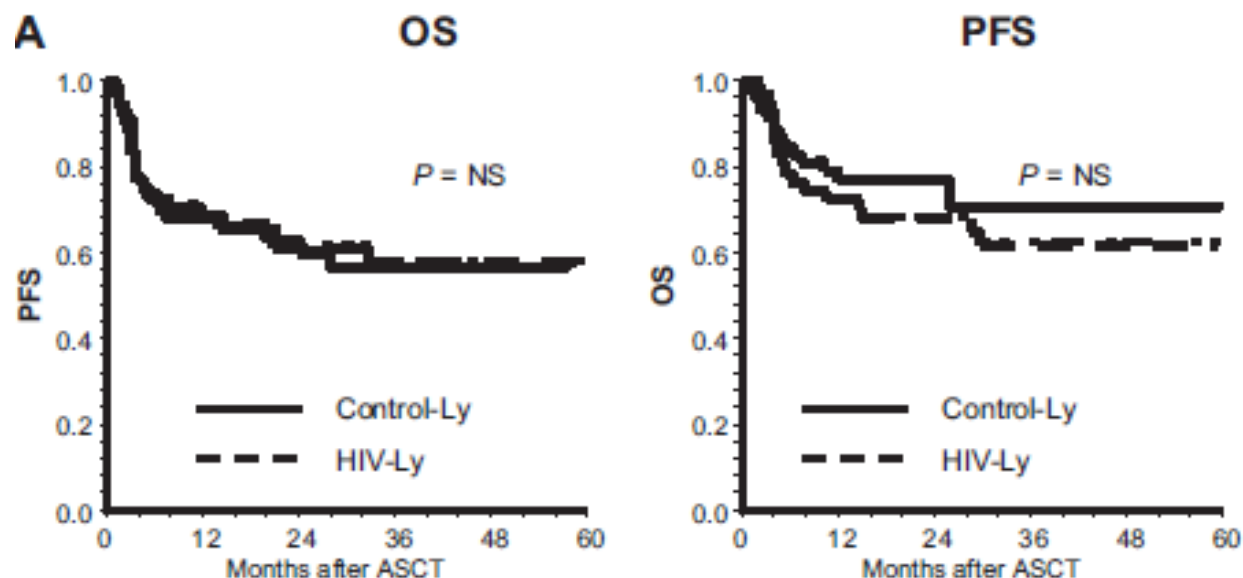 A
OS
PFS
1.0
0.8
0.6
0.4
0.2
0.0
PFS
P = NS
Control-Ly
HIV-Ly
0 12 24 36 48 60
Months after ASCT
1.0
0.8
0.6
0.4
0.2
0.0
OS
P = NS
Control-Ly
HIV-Ly
0 12 24 36 48 60
Months after ASCT